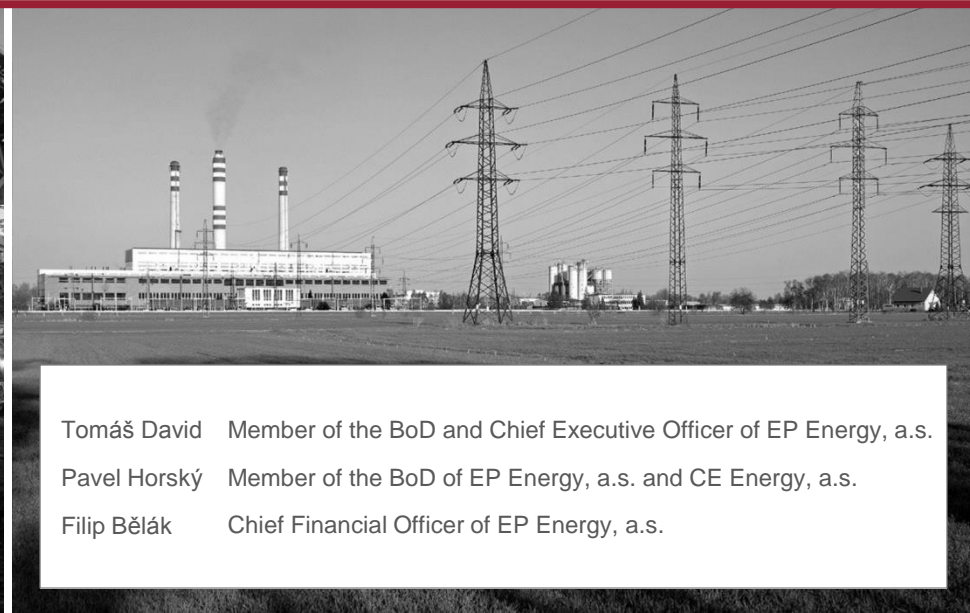 Tomáš David Member of the BoD and Chief Executive Officer of EP Energy, a.s.
Pavel Horský Member of the BoD of EP Energy, a.s. and CE Energy, a.s.
Filip Bělák Chief Financial Officer of EP Energy, a.s.